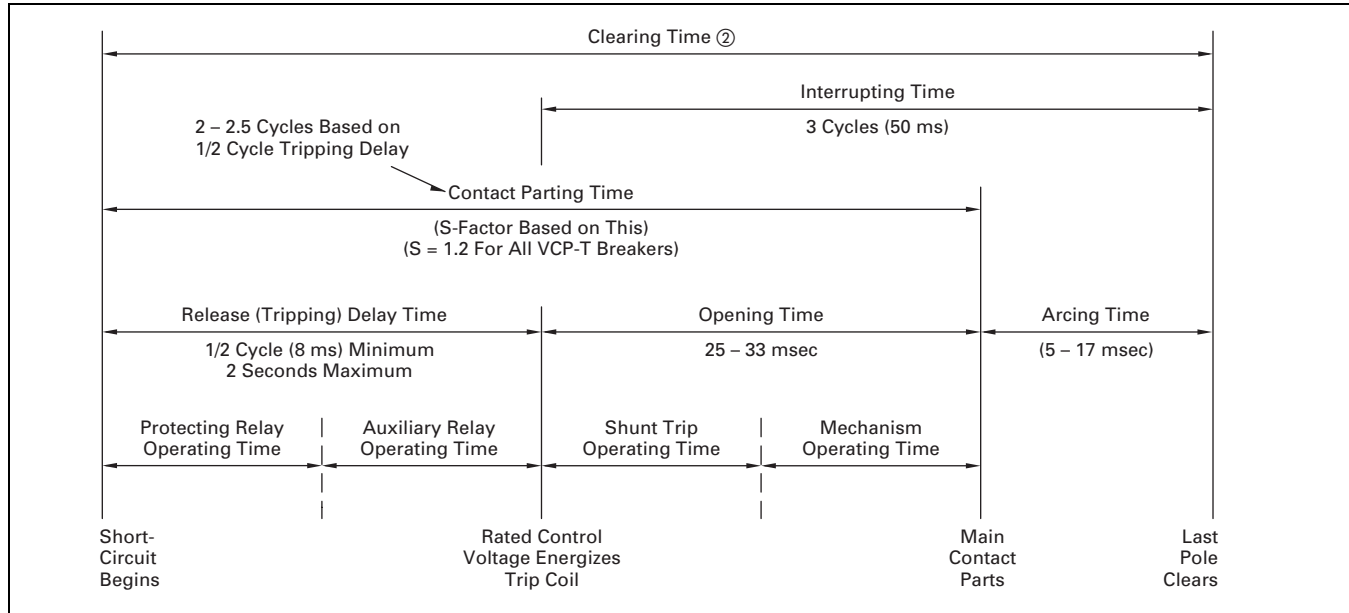 Clearing Time ②
Interrupting Time
3 Cycles (50 ms)
2 – 2.5 Cycles Based on
1/2 Cycle Tripping Delay
Contact Parting Time
(S-Factor Based on This)
(S = 1.2 For All VCP-T Breakers)
Release (Tripping) Delay Time
1/2 Cycle (8 ms) Minimum
2 Seconds Maximum
Opening Time
25 – 33 msec
Arcing Time
(5 – 17 msec)
Protecting Relay
Operating Time
Auxiliary Relay
Operating Time
Shunt Trip
Operating Time
Mechanism
Operating Time
Short-
Circuit
Begins
Rated Control
Voltage Energizes
Trip Coil
Main
Contact
Parts
Last
Pole
Clears